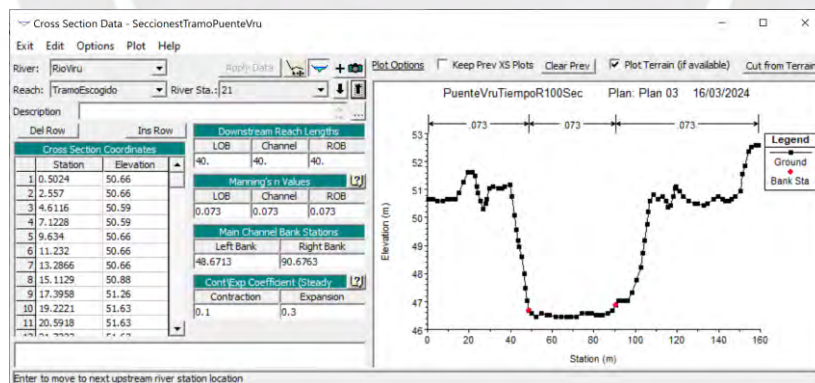 Cross Section Data - SeccionestTramoPuenteVru
Exit Edit Options Plot Help
River: RioViru Apply Data Plot Options Keep Prev XS Plots Clear Prev Plot Terrain (if available) Cut from Terrain
Reach: TramoEscogido River Sta.: 21
Description ...
Del Row Ins Row
Cross Section Coordinates
Station Elevation
1 0.5024 50.66
2 2.557 50.66
3 4.6116 50.59
4 7.1228 50.59
5 9.634 50.66
6 11.232 50.66
7 13.2866 50.66
8 15.1129 50.88
9 17.3958 51.26
10 19.2221 51.63
11 20.5918 51.63
Downstream Reach Lengths
LOB Channel ROB
40. 40. 40.
Manning's n Values [?]
LOB Channel ROB
0.073 0.073 0.073
Main Channel Bank Stations
Left Bank Right Bank
48.6713 90.6763
Cont\Exp Coefficient (Steady [?]
Contraction Expansion
0.1 0.3
PuenteVruTiempoR100Sec Plan: Plan 03 16/03/2024
.073 .073 .073
Elevation (m)
53
52
51
50
49
48
47
46
0 20 40 60 80 100 120 140 160
Station (m)
Legend
Ground
Bank Sta
Enter to move to next upstream river station location